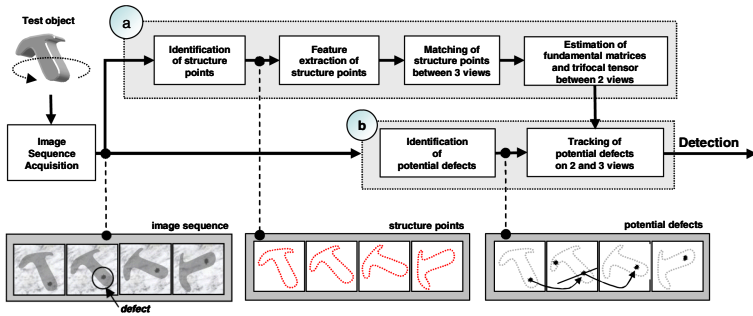 Test object
a
Identification
of structure
points
Feature
extraction of
structure points
Matching of
structure points
between 3 views
Estimation of
fundamental matrices
and trifocal tensor
between 2 views
Image
Sequence
Acquisition
b
Identification
of
potential defects
Tracking of
potential defects
on 2 and 3 views
Detection
image sequence
defect
structure points
potential defects